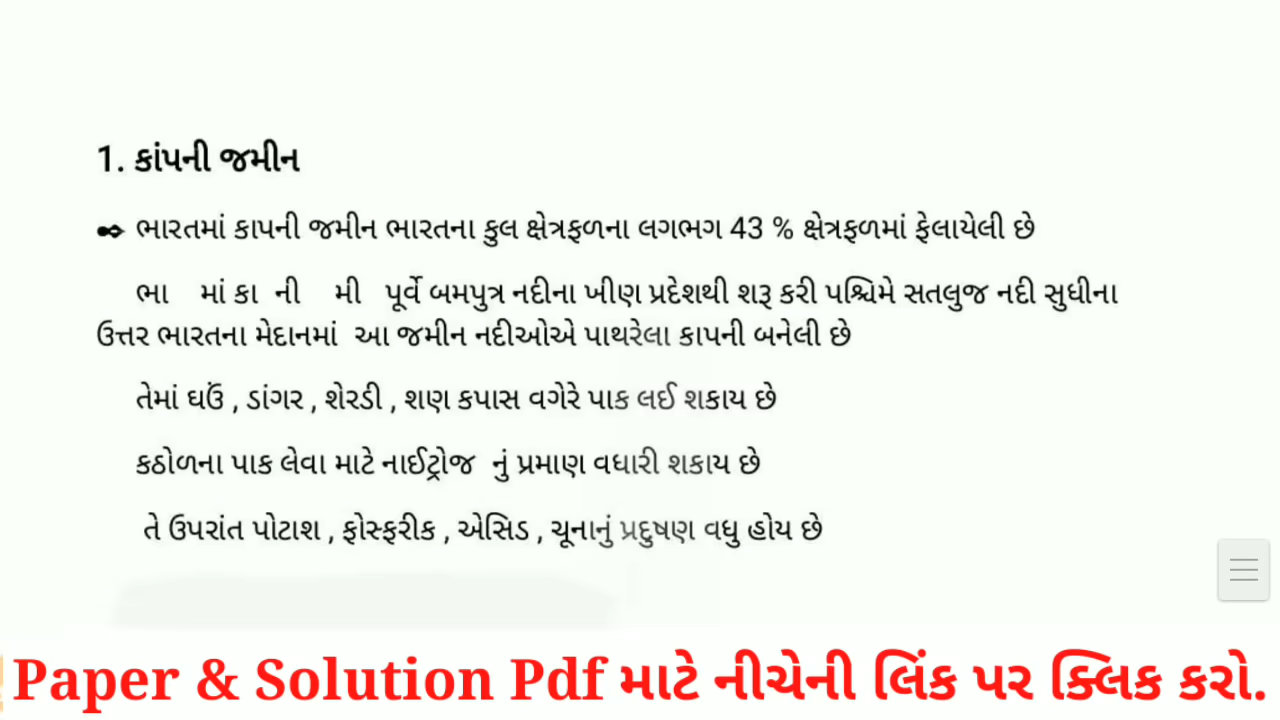 1. કાંપની જમીન
➨ ભારતમાં કાપની જમીન ભારતના કુલ ક્ષેત્રફળના લગભગ 43 % ક્ષેત્રફળમાં ફેલાયેલી છે
ભા માં કા ની મી પૂર્વે બમપુત્ર નદીના ખીણ પ્રદેશથી શરૂ કરી પશ્ચિમે સતલુજ નદી સુધીના
ઉત્તર ભારતના મેદાનમાં આ જમીન નદીઓએ પાથરેલા કાપની બનેલી છે
તેમાં ઘઉં , ડાંગર , શેરડી , શણ કપાસ વગેરે પાક લઈ શકાય છે
કઠોળના પાક લેવા માટે નાઈટ્રોજ નું પ્રમાણ વધારી શકાય છે
તે ઉપરાંત પોટાશ , ફોસ્ફરીક , એસિડ , ચૂનાનું પ્રદુષણ વધુ હોય છે
Paper & Solution Pdf માટે નીચેની લિંક પર ક્લિક કરો.